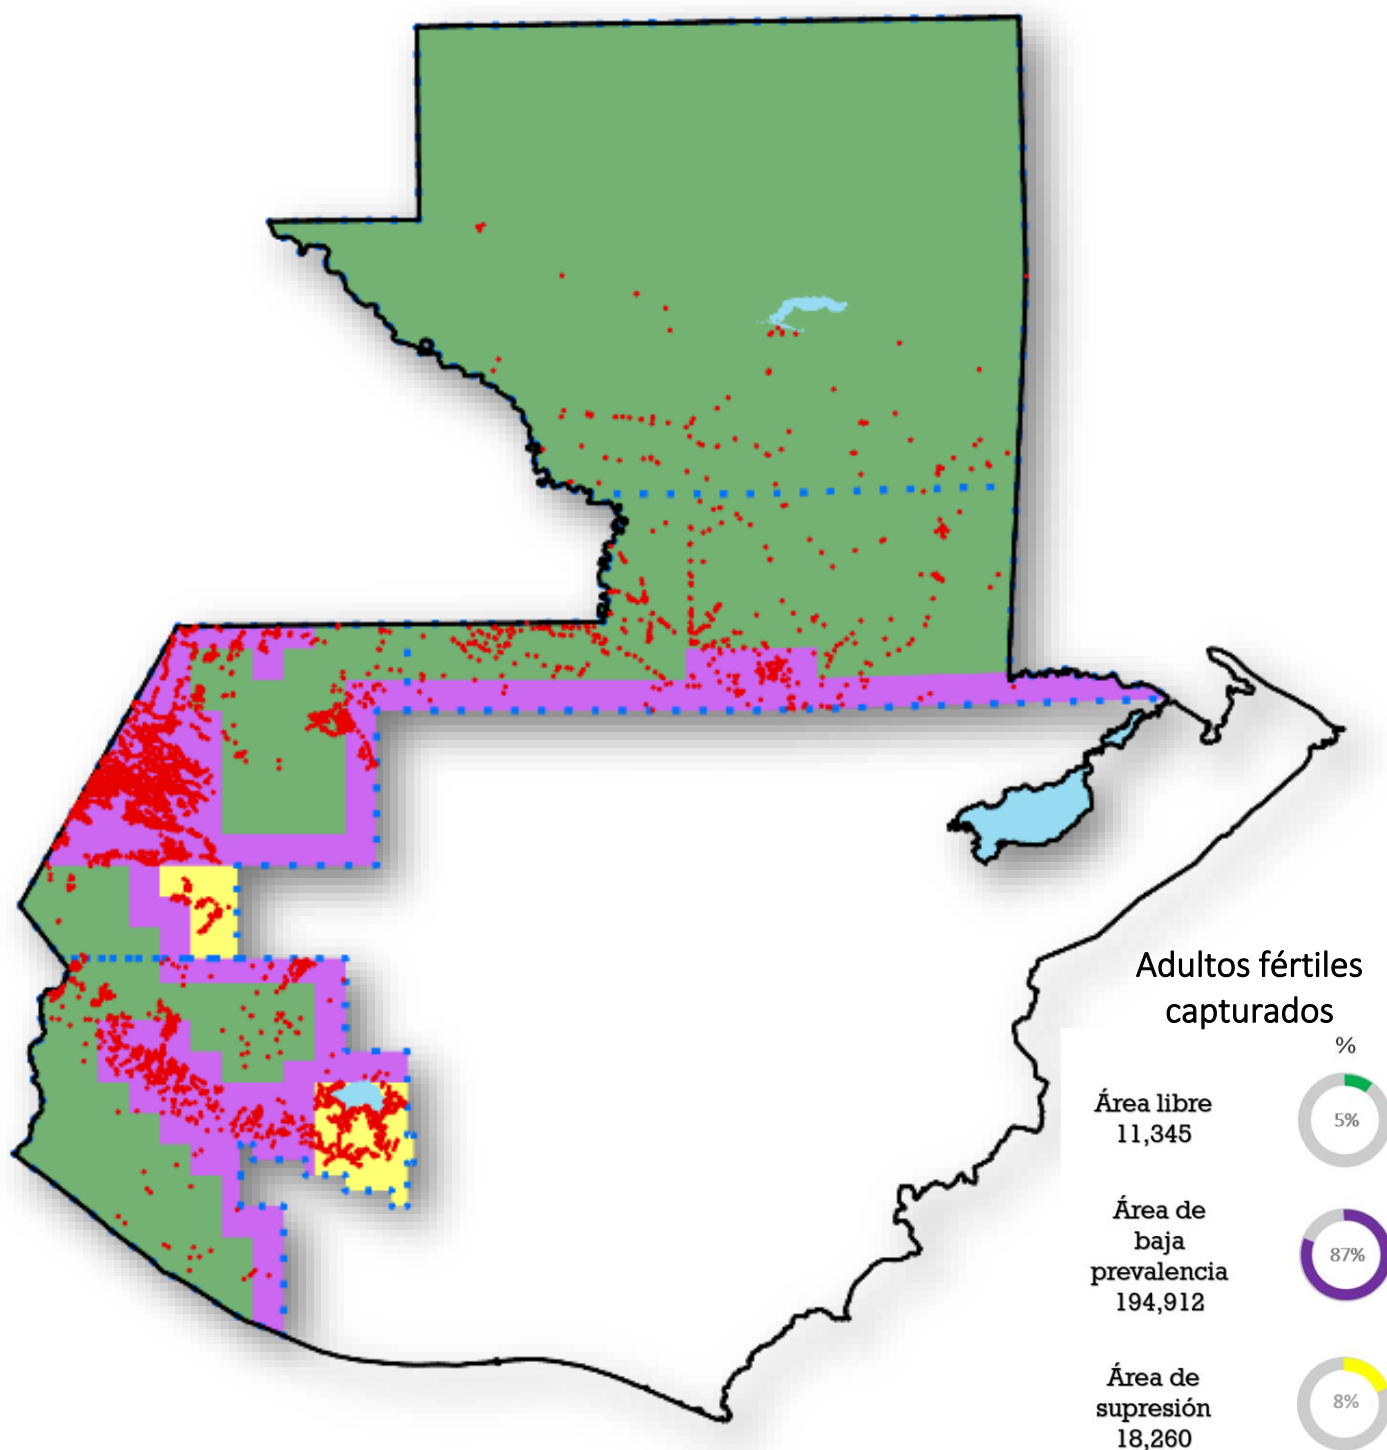 Adultos fértiles
capturados
%
Área libre
11,345
5%
Área de
baja
prevalencia
194,912
87%
Área de
supresión
18,260
8%